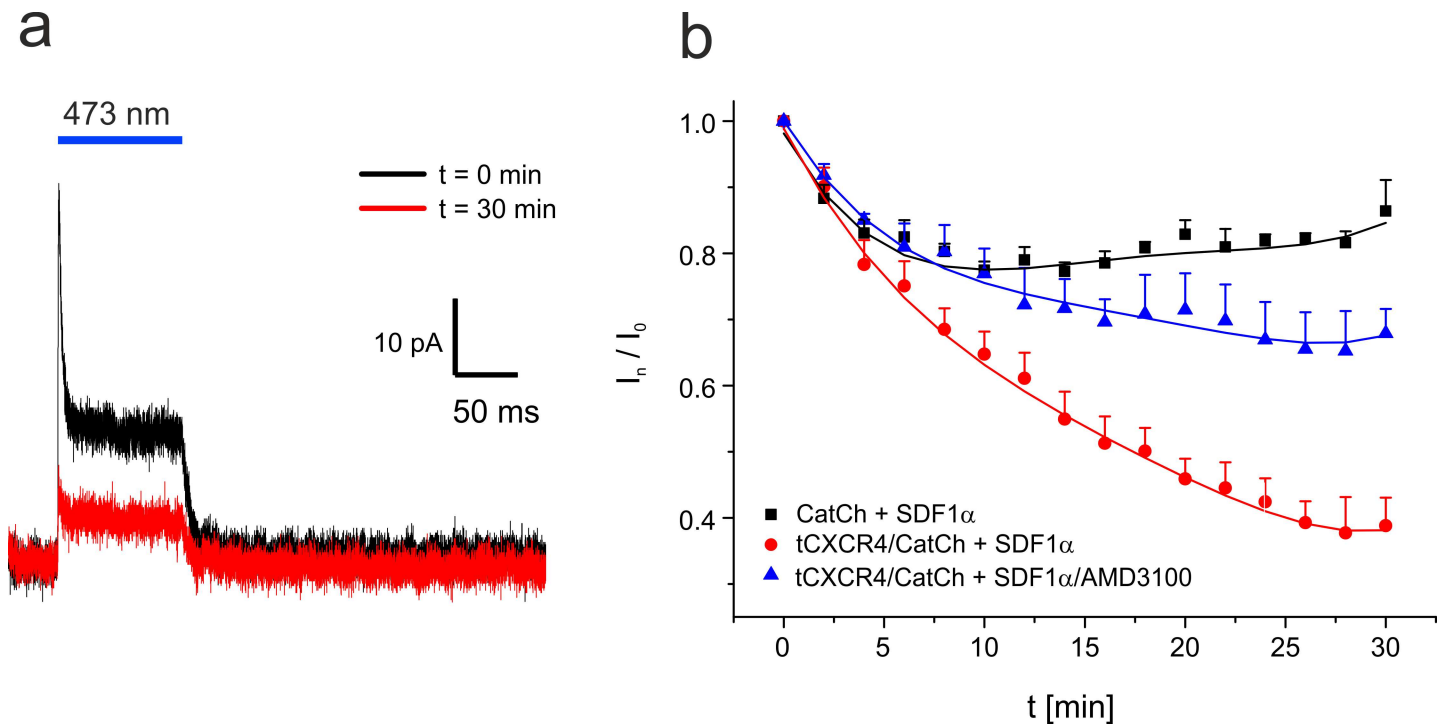 a
473 nm
t = 0 min
t = 30 min
10 pA
50 ms
b
1.0
0.8
0.6
0.4
Iₙ / I₀
CatCh + SDF1α
tCXCR4/CatCh + SDF1α
tCXCR4/CatCh + SDF1α/AMD3100
0 5 10 15 20 25 30
t [min]